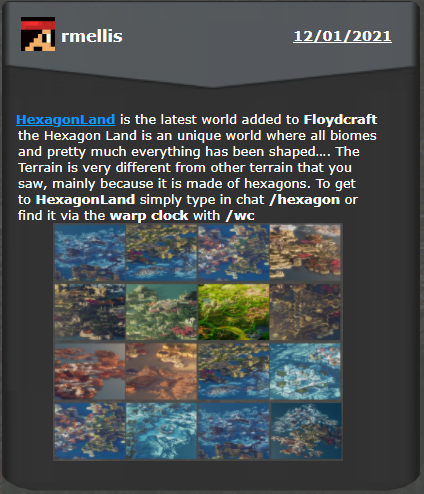 rmellis
12/01/2021
HexagonLand is the latest world added to Floydcraft
the Hexagon Land is an unique world where all biomes
and pretty much everything has been shaped.... The
Terrain is very different from other terrain that you
saw, mainly because it is made of hexagons. To get
to HexagonLand simply type in chat /hexagon or
find it via the warp clock with /wc